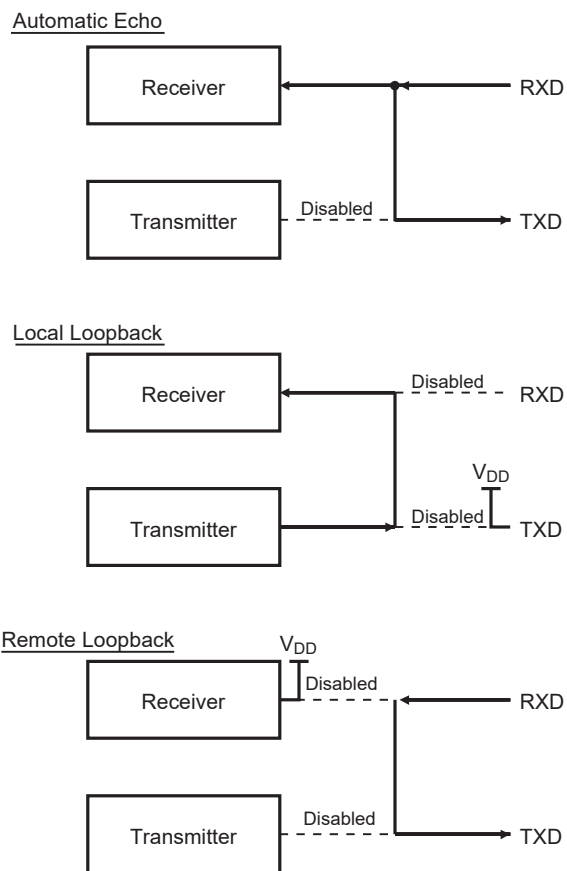 Automatic Echo
Receiver
RXD
Transmitter
Disabled
TXD
Local Loopback
Receiver
Disabled
RXD
VDD
Transmitter
Disabled
TXD
Remote Loopback
VDD
Receiver
Disabled
RXD
Transmitter
Disabled
TXD